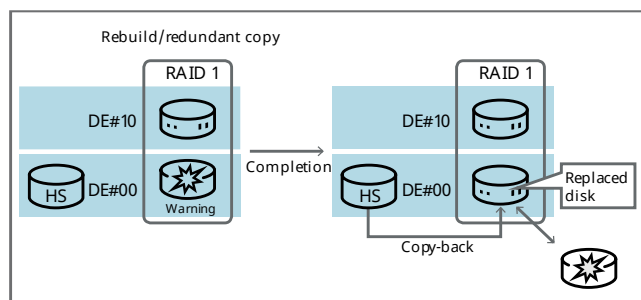 Rebuild/redundant copy
RAID 1
DE#10
HS
DE#00
Warning
Completion
RAID 1
DE#10
HS
DE#00
Replaced
disk
Copy-back